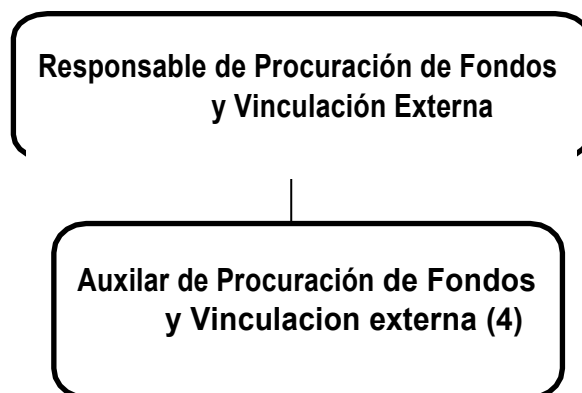 Responsable de Procuración de Fondos
y Vinculación Externa
Auxilar de Procuración de Fondos
y Vinculacion externa (4)